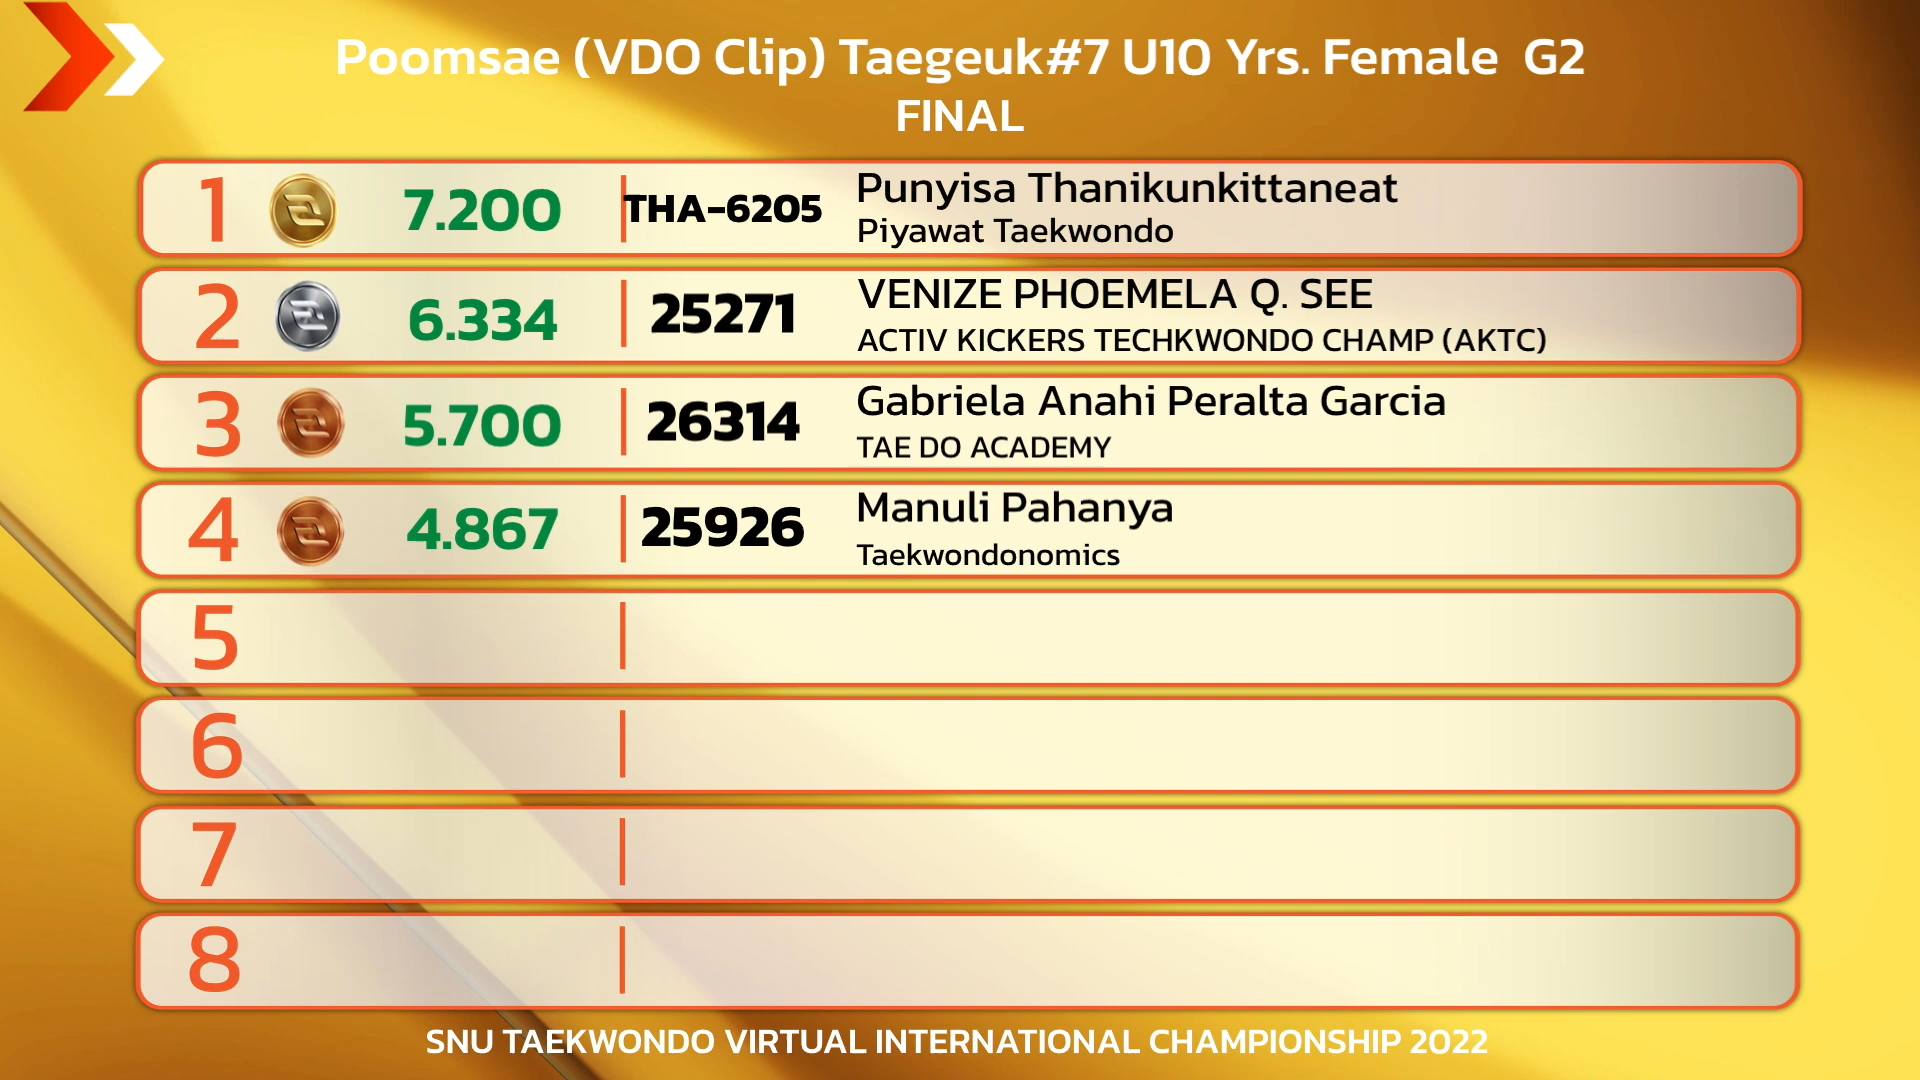 Poomsae (VDO Clip) Taegeuk#7 U10 Yrs. Female G2
FINAL
1 7.200 THA-6205 Punyisa Thanikunkittaneat
Piyawat Taekwondo
2 6.334 25271 VENIZE PHOEMELA Q. SEE
ACTIV KICKERS TECHKWONDO CHAMP (AKTC)
3 5.700 26314 Gabriela Anahi Peralta Garcia
TAE DO ACADEMY
4 4.867 25926 Manuli Pahanya
Taekwondonomics
5
6
7
8
SNU TAEKWONDO VIRTUAL INTERNATIONAL CHAMPIONSHIP 2022